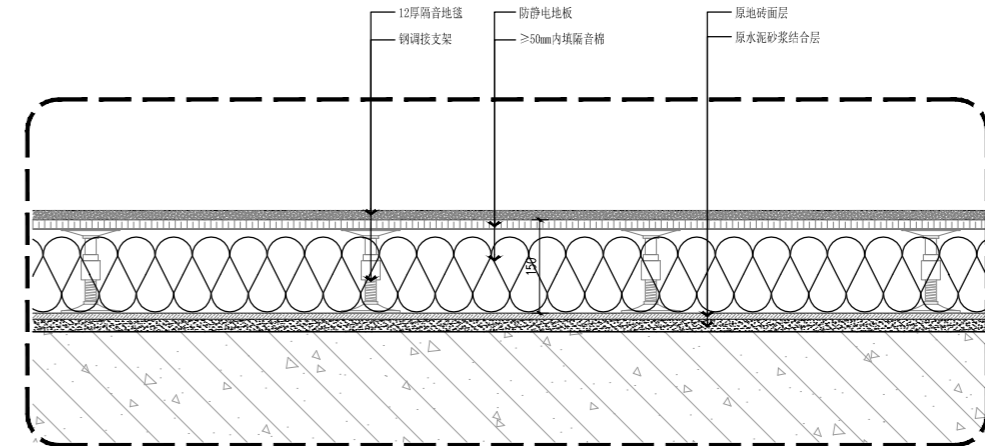 12厚隔音地毯
钢调接支架
防静电地板
≥50mm内填隔音棉
原地砖面层
原水泥砂浆结合层
150